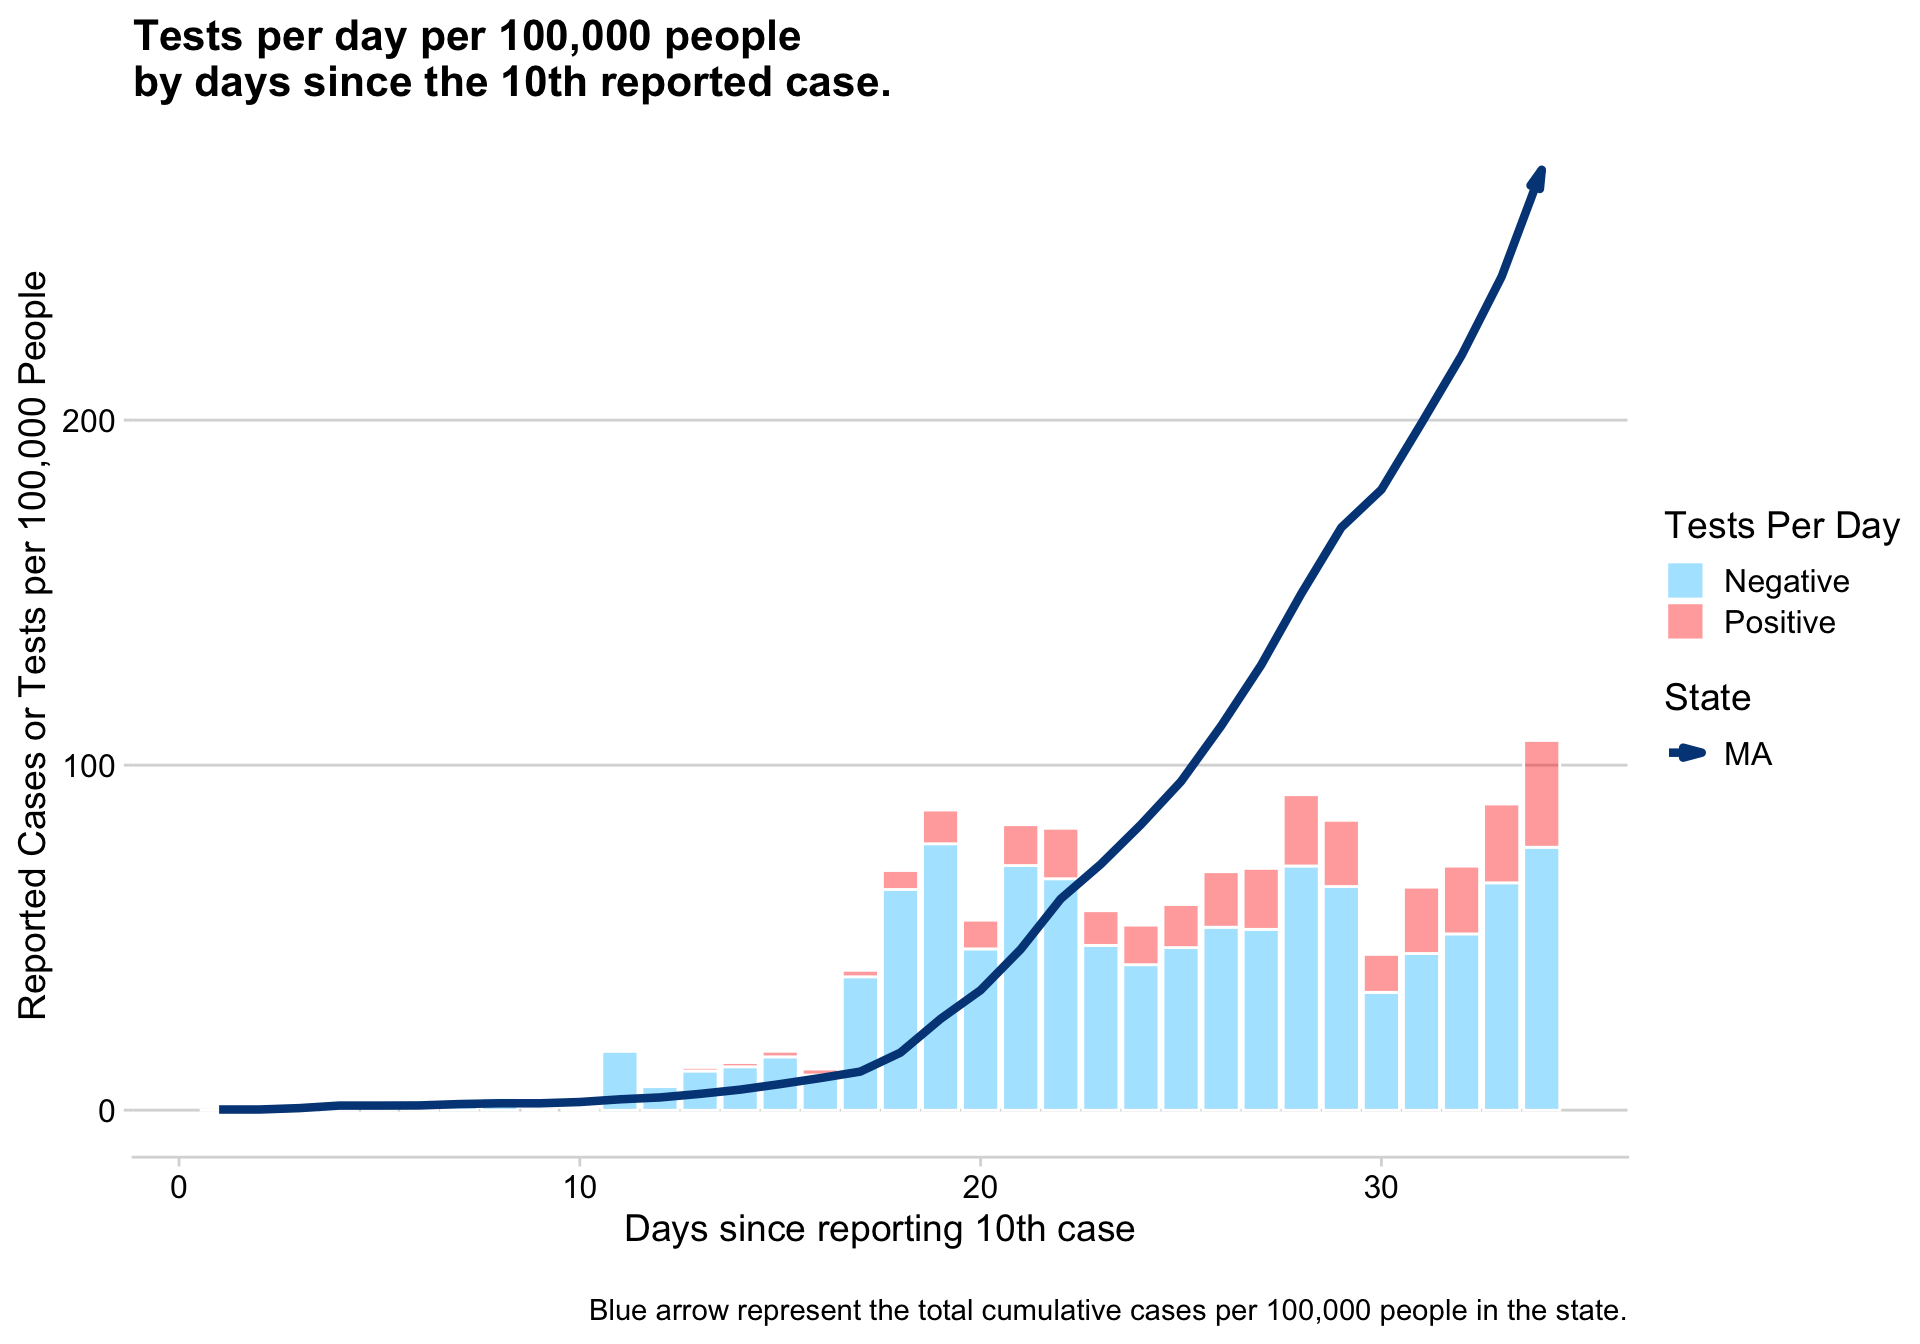 Tests per day per 100,000 people
by days since the 10th reported case.
Reported Cases or Tests per 100,000 People
200
100
0
0
10
20
30
Days since reporting 10th case
Tests Per Day
Negative
Positive
State
MA
Blue arrow represent the total cumulative cases per 100,000 people in the state.